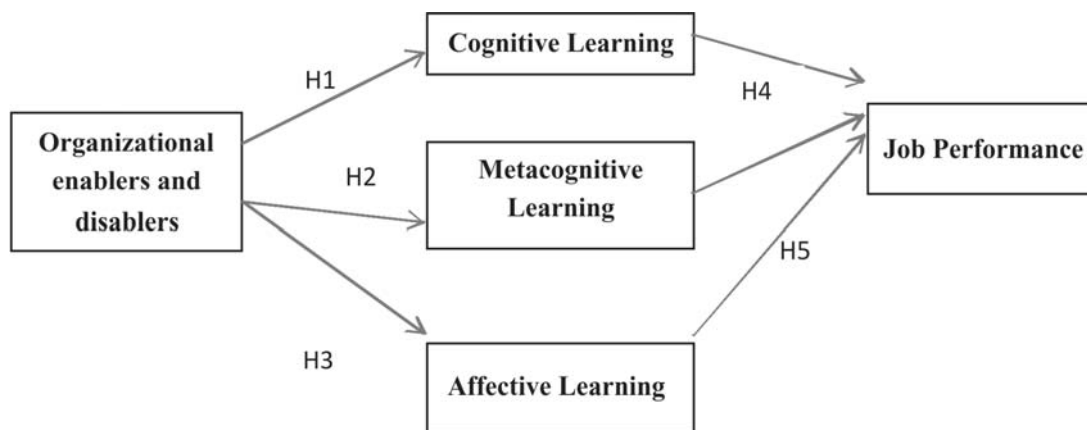 Cognitive Learning
H1
H4
Organizational
enablers and
disablers
H2
Metacognitive
Learning
Job Performance
H5
H3
Affective Learning